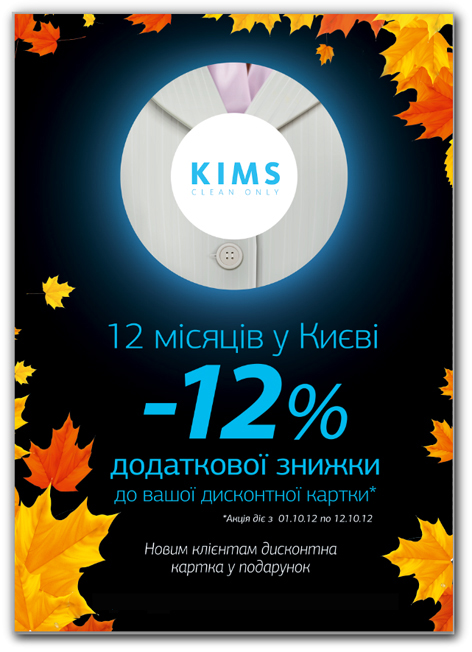 KIMS
CLEAN ONLY
12 місяців у Києві
-12%
додаткової знижки
до вашої дисконтної картки*
*Акція діє з 01.10.12 по 12.10.12
Новим клієнтам дисконтна
картка у подарунок